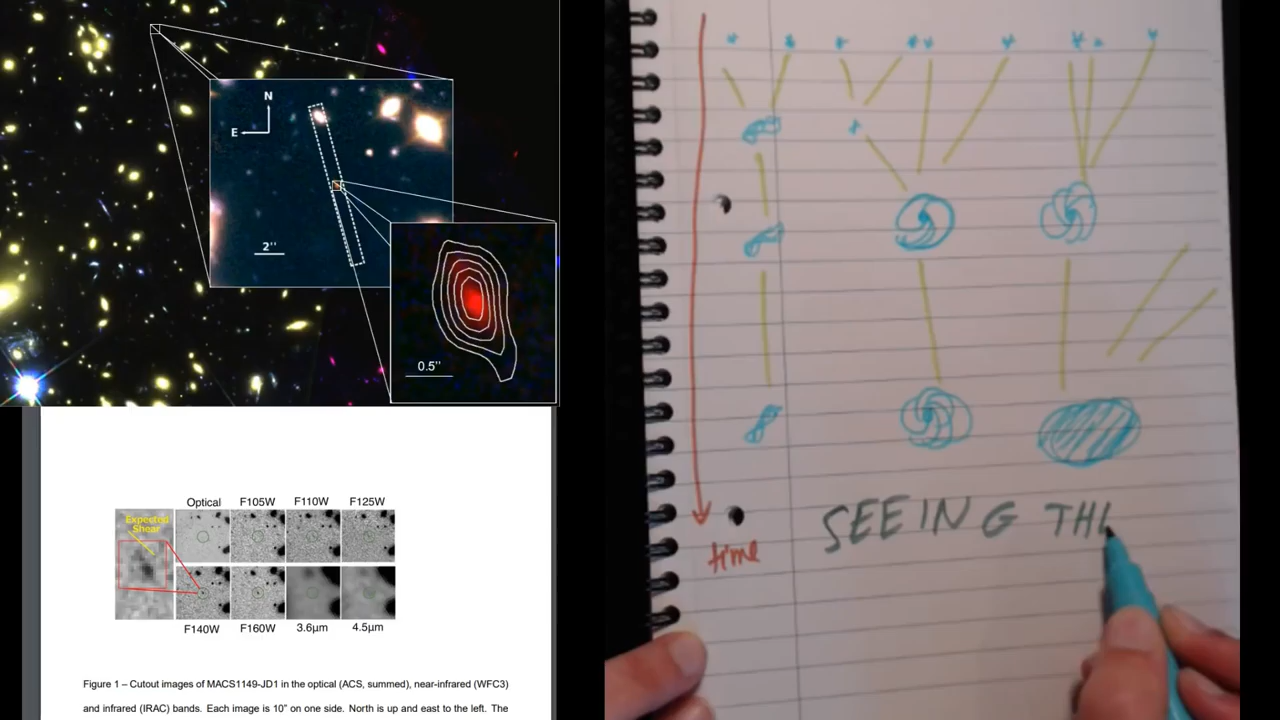 N
E
2''
0.5''
Optical F105W F110W F125W
Expected
Shear
F140W F160W 3.6μm 4.5μm
Figure 1 – Cutout images of MACS1149-JD1 in the optical (ACS, summed), near-infrared (WFC3)
and infrared (IRAC) bands. Each image is 10” on one side. North is up and east to the left. The
time
SEEING TH